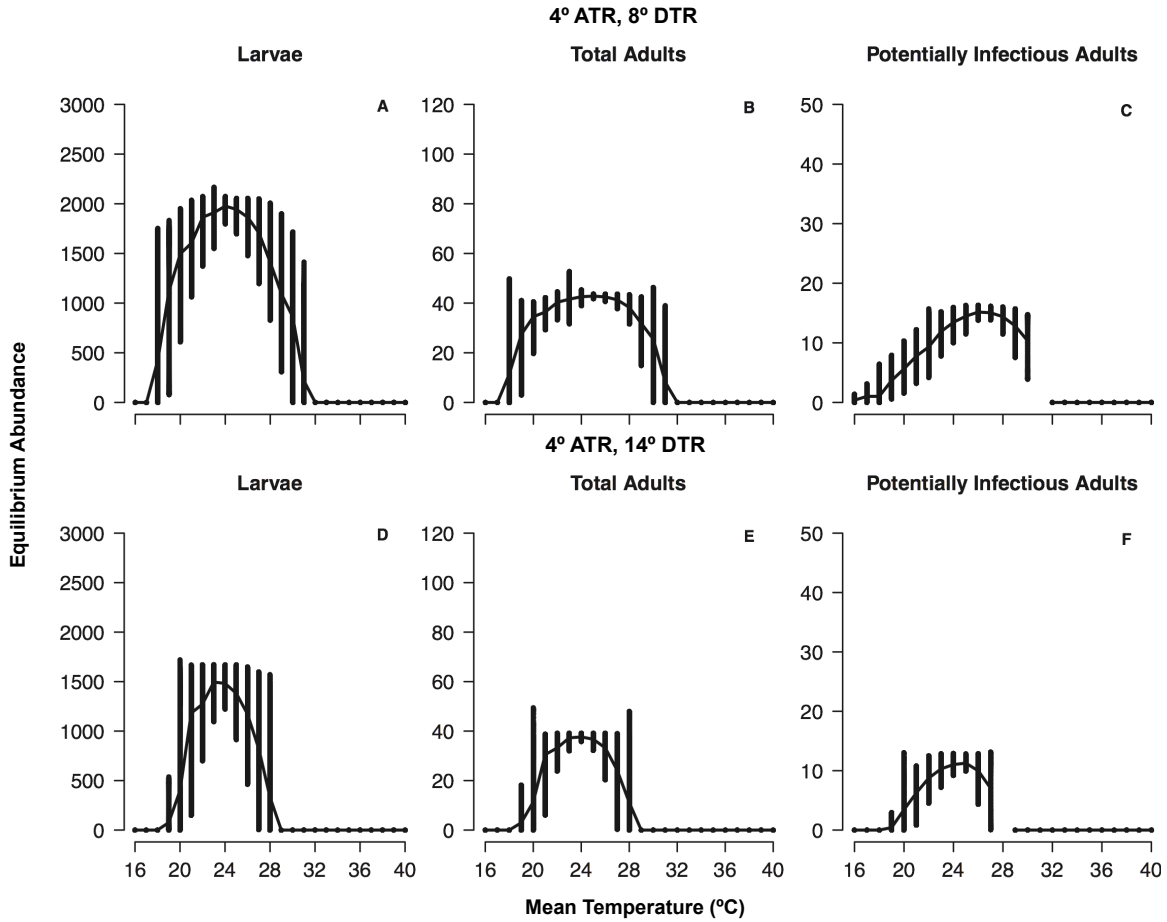 4º ATR, 8º DTR
Larvae
Total Adults
Potentially Infectious Adults
A
B
C
3000
2500
2000
1500
1000
500
0
120
100
80
60
40
20
0
50
40
30
20
10
0
4º ATR, 14º DTR
Larvae
Total Adults
Potentially Infectious Adults
D
E
F
3000
2500
2000
1500
1000
500
0
120
100
80
60
40
20
0
50
40
30
20
10
0
16 20 24 28 32 36 40
16 20 24 28 32 36 40
16 20 24 28 32 36 40
Equilibrium Abundance
Mean Temperature (ºC)